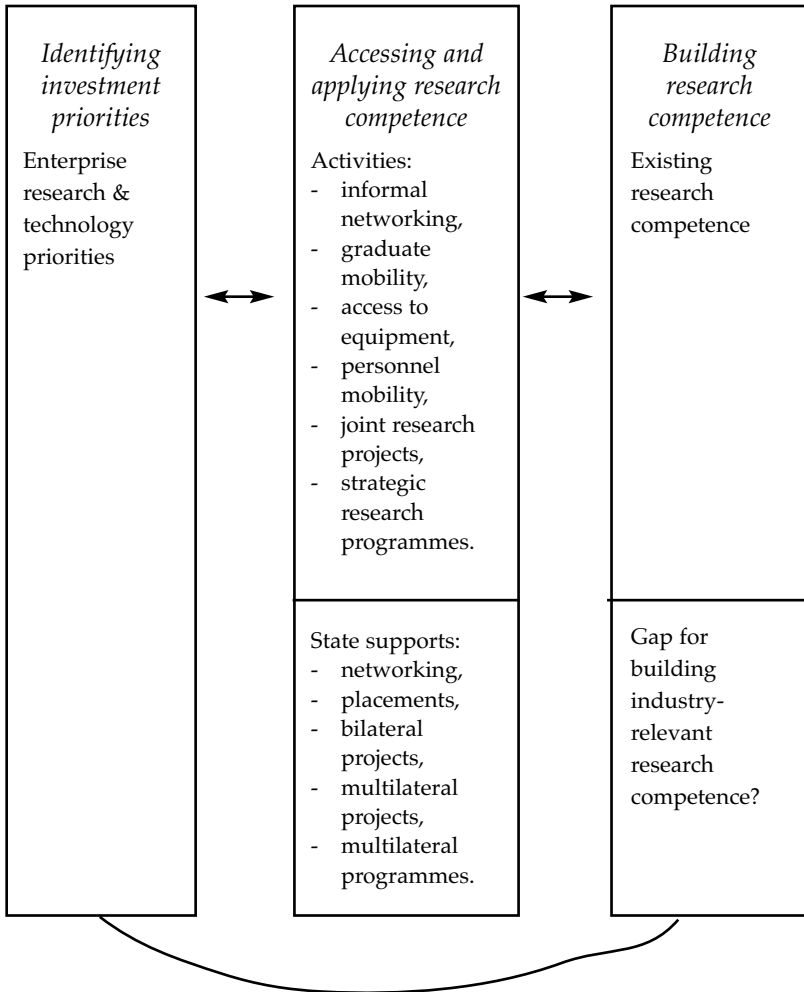 Identifying
investment
priorities
Enterprise
research &
technology
priorities
Accessing and
applying research
competence
Activities:
- informal
networking,
- graduate
mobility,
- access to
equipment,
- personnel
mobility,
- joint research
projects,
- strategic
research
programmes.
State supports:
- networking,
- placements,
- bilateral
projects,
- multilateral
projects,
- multilateral
programmes.
Building
research
competence
Existing
research
competence
Gap for
building
industry-
relevant
research
competence?